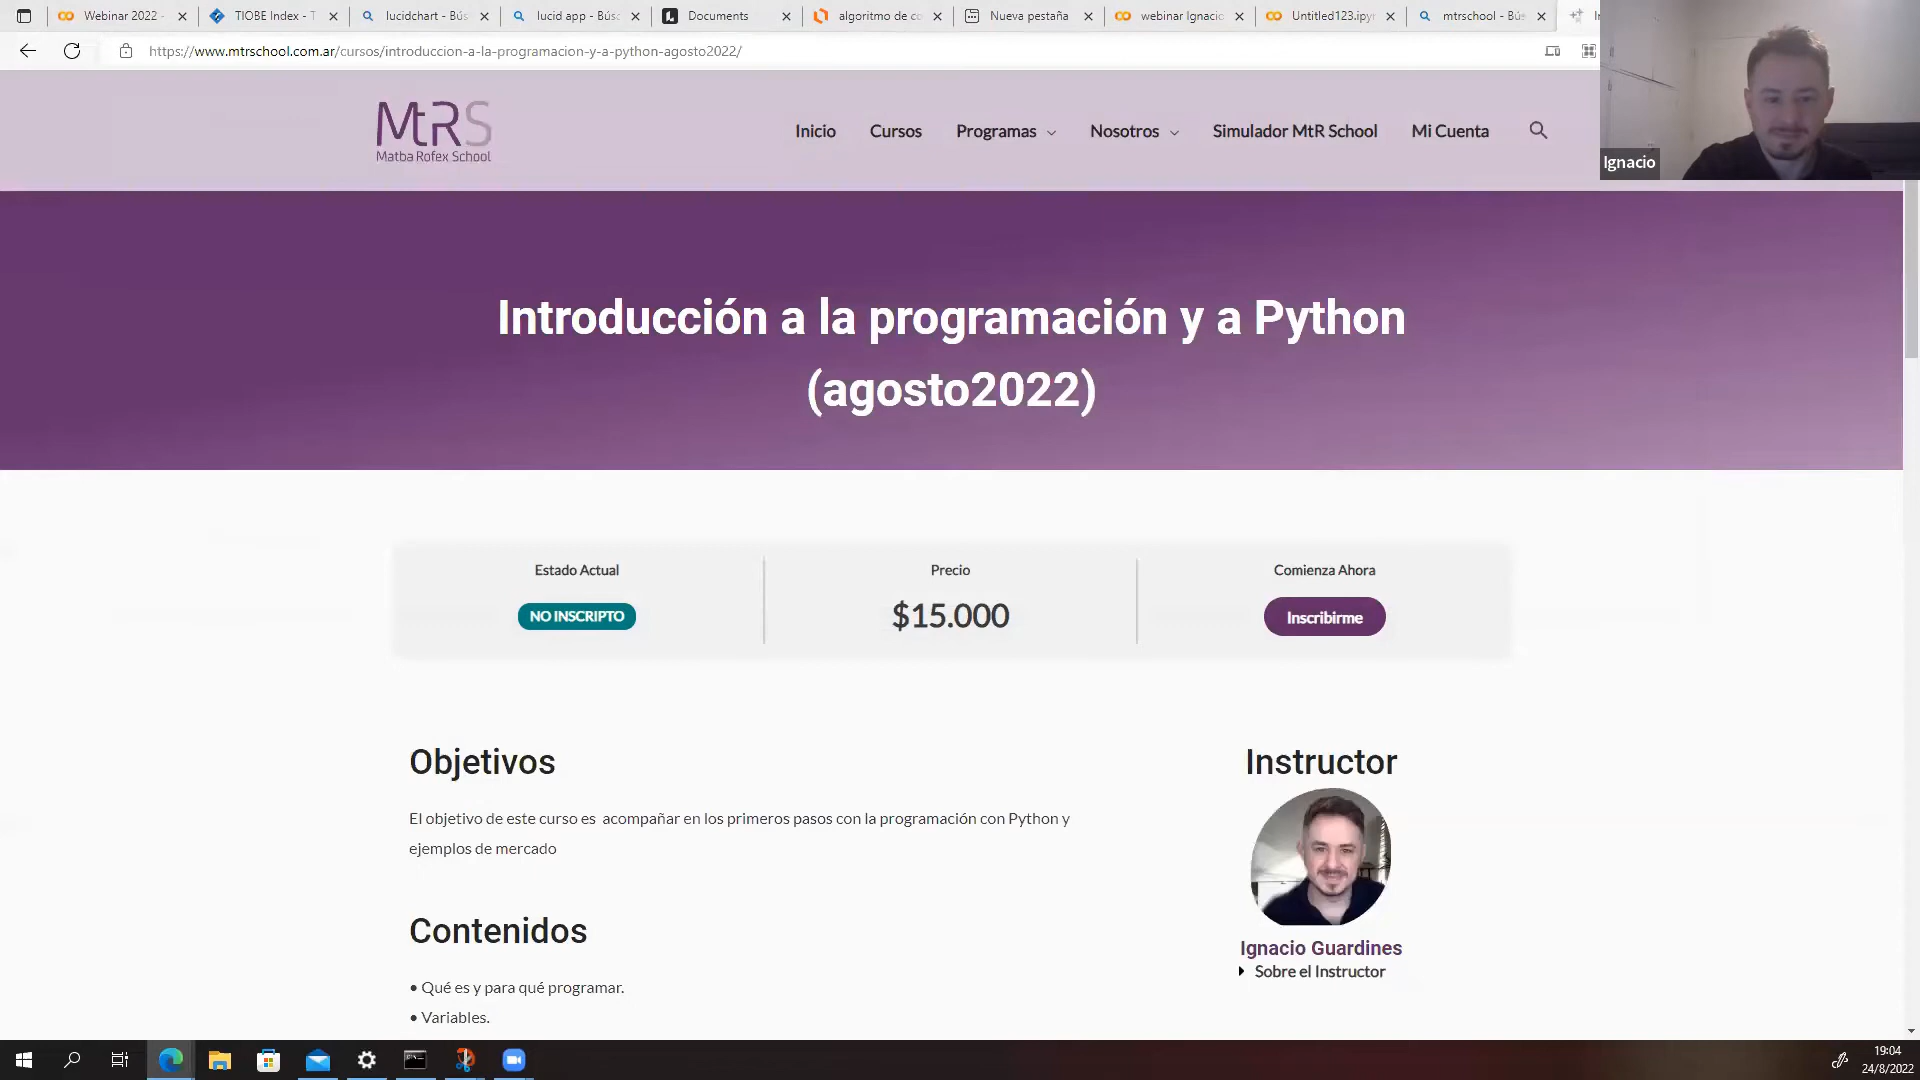 Webinar 2022 -
TIOBE Index - T
lucidchart - Bús
lucid app - Búsc
Documents
algoritmo de co
Nueva pestaña
webinar Ignacio
Untitled123.ipy
mtrschool - Bús
https://www.mtrschool.com.ar/cursos/introduccion-a-la-programacion-y-a-python-agosto2022/
MtRS
Matba Rofex School
Inicio
Cursos
Programas
Nosotros
Simulador MtR School
Mi Cuenta
Ignacio
Introducción a la programación y a Python
(agosto2022)
Estado Actual
NO INSCRIPTO
Precio
$15.000
Comienza Ahora
Inscribirme
Objetivos
El objetivo de este curso es acompañar en los primeros pasos con la programación con Python y
ejemplos de mercado
Contenidos
• Qué es y para qué programar.
• Variables.
Instructor
Ignacio Guardines
Sobre el Instructor
19:04
24/8/2022